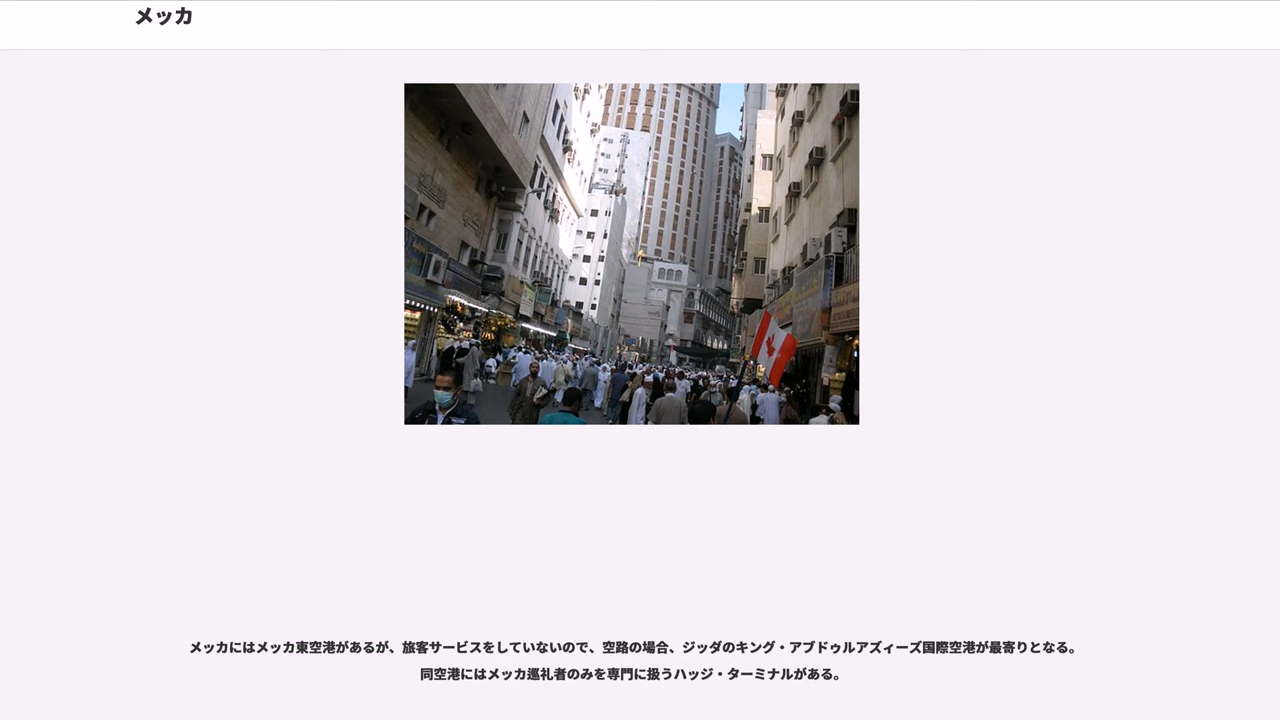 メッカ
メッカにはメッカ東空港があるが、旅客サービスをしていないので、空路の場合、ジッダのキング・アブドゥルアズィーズ国際空港が最寄りとなる。
同空港にはメッカ巡礼者のみを専門に扱うハッジ・ターミナルがある。